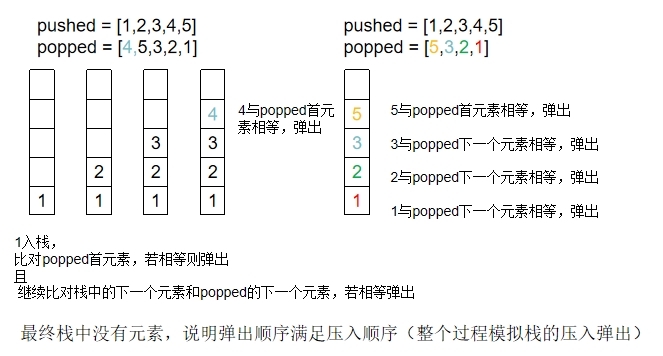 pushed = [1,2,3,4,5]
popped = [4,5,3,2,1]
4
3 3
2 2 2
1 1 1 1
4与popped首元
素相等，弹出
pushed = [1,2,3,4,5]
popped = [5,3,2,1]
5
3
2
1
5与popped首元素相等，弹出
3与popped下一个元素相等，弹出
2与popped下一个元素相等，弹出
1与popped下一个元素相等，弹出
1入栈，
比对popped首元素，若相等则弹出
且
继续比对栈中的下一个元素和popped的下一个元素，若相等弹出
最终栈中没有元素，说明弹出顺序满足压入顺序（整个过程模拟栈的压入弹出）